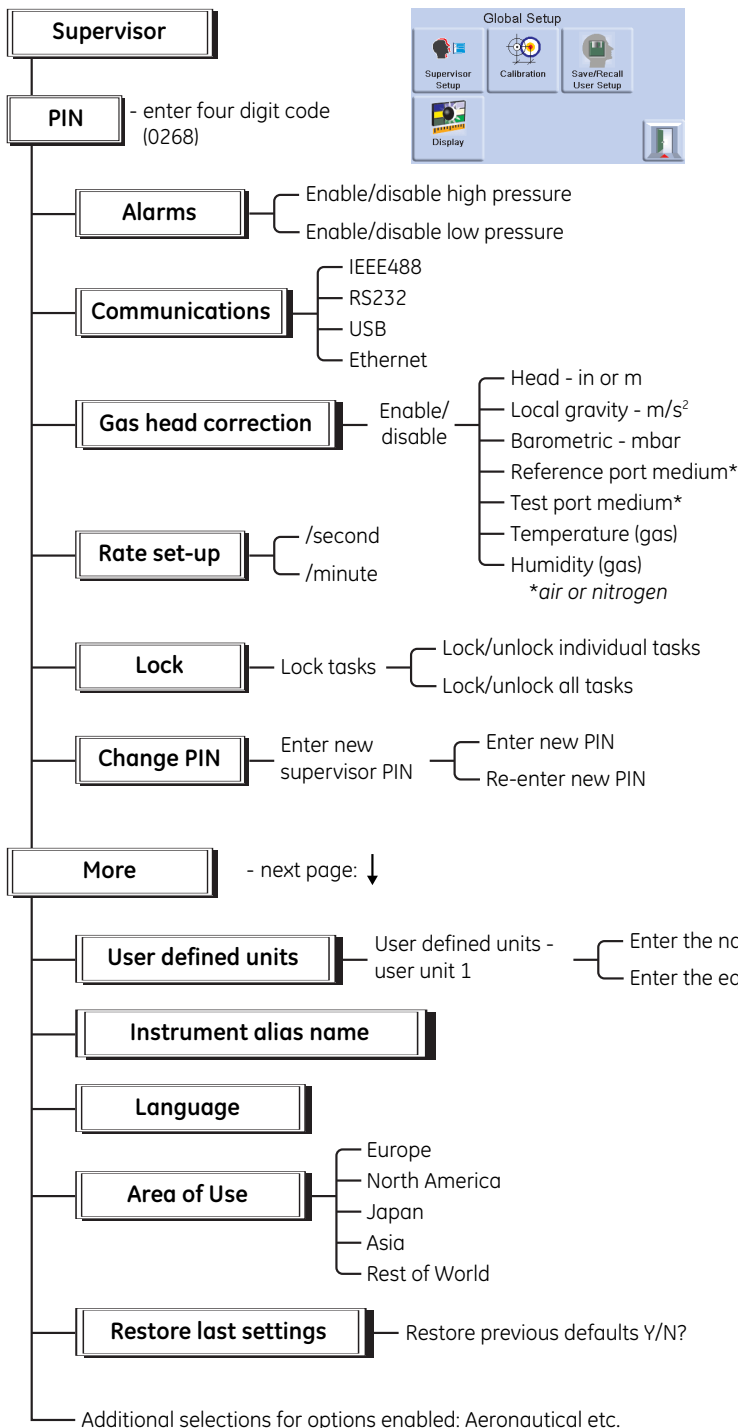 Supervisor
Global Setup
Supervisor Setup
Calibration
Save/Recall User Setup
Display
PIN
- enter four digit code
(0268)
Alarms
Enable/disable high pressure
Enable/disable low pressure
Communications
IEEE488
RS232
USB
Ethernet
Gas head correction
Enable/
disable
Head - in or m
Local gravity - m/s²
Barometric - mbar
Reference port medium*
Test port medium*
Temperature (gas)
Humidity (gas)
*air or nitrogen
Rate set-up
/second
/minute
Lock
Lock tasks
Lock/unlock individual tasks
Lock/unlock all tasks
Change PIN
Enter new
supervisor PIN
Enter new PIN
Re-enter new PIN
More
- next page: ↓
User defined units
User defined units -
user unit 1
Enter the
Enter the
Instrument alias name
Language
Area of Use
Europe
North America
Japan
Asia
Rest of World
Restore last settings
Restore previous defaults Y/N?
Additional selections for options enabled: Aeronautical etc.